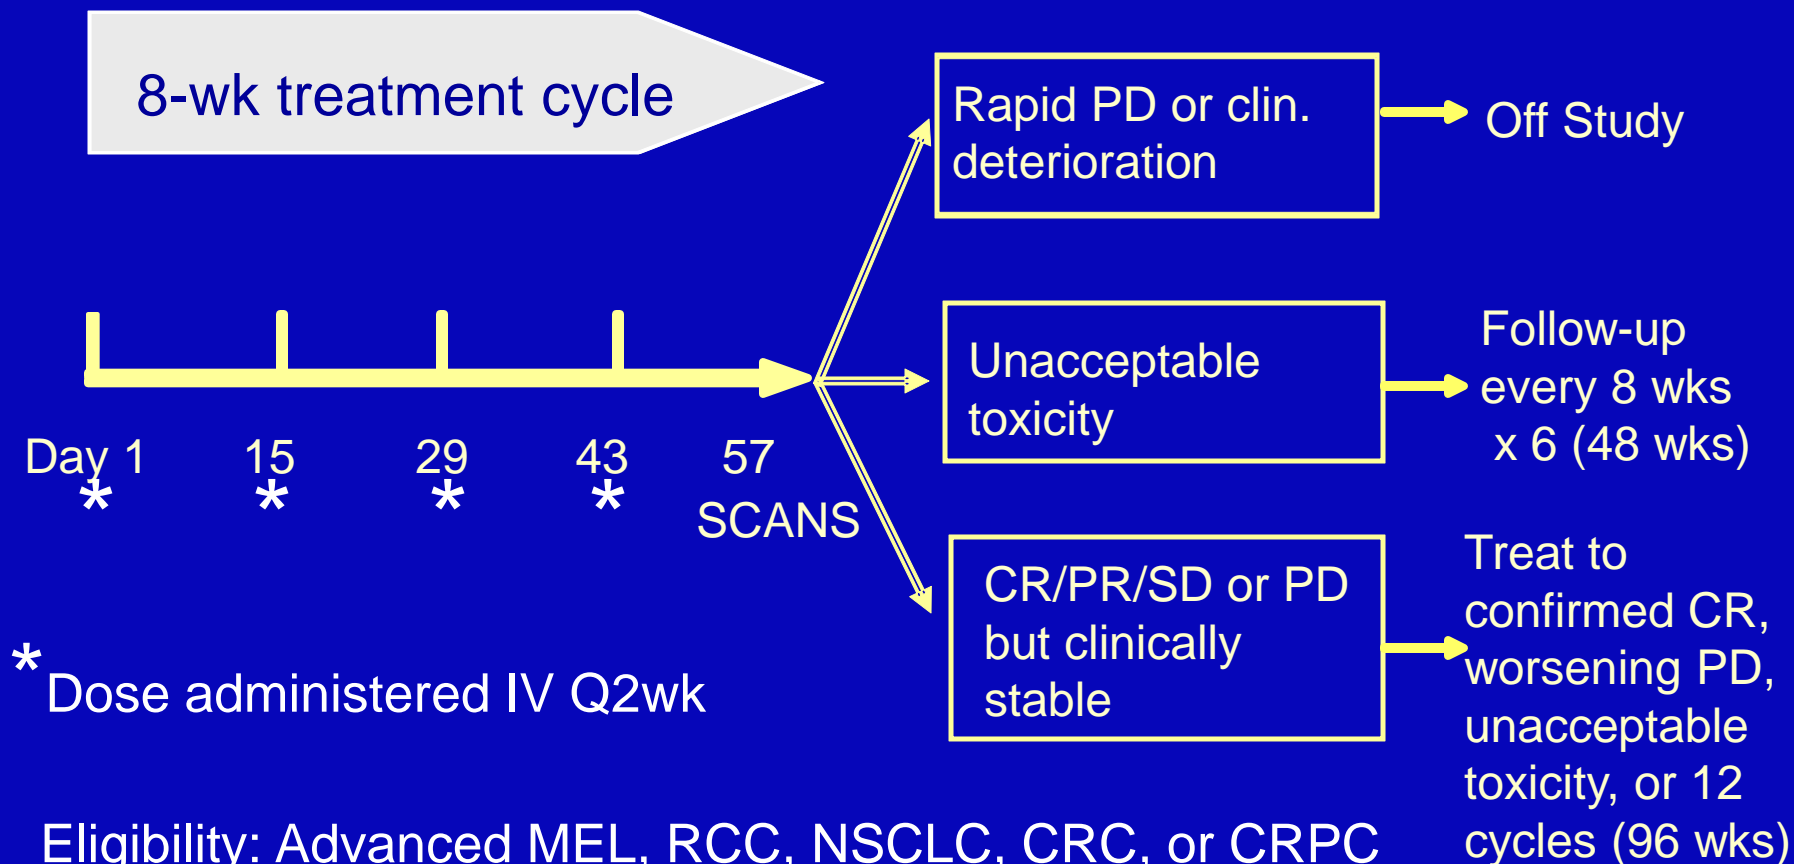 8-wk treatment cycle
Rapid PD or clin.
deterioration
Off Study
Unacceptable
toxicity
Follow-up
every 8 wks
x 6 (48 wks)
Day 1 15 29 43 57
* * * *
SCANS
CR/PR/SD or PD
but clinically
stable
Treat to
confirmed CR,
worsening PD,
unacceptable
toxicity, or 12
cycles (96 wks)
*Dose administered IV Q2wk
Eligibility: Advanced MEL, RCC, NSCLC, CRC, or CRPC